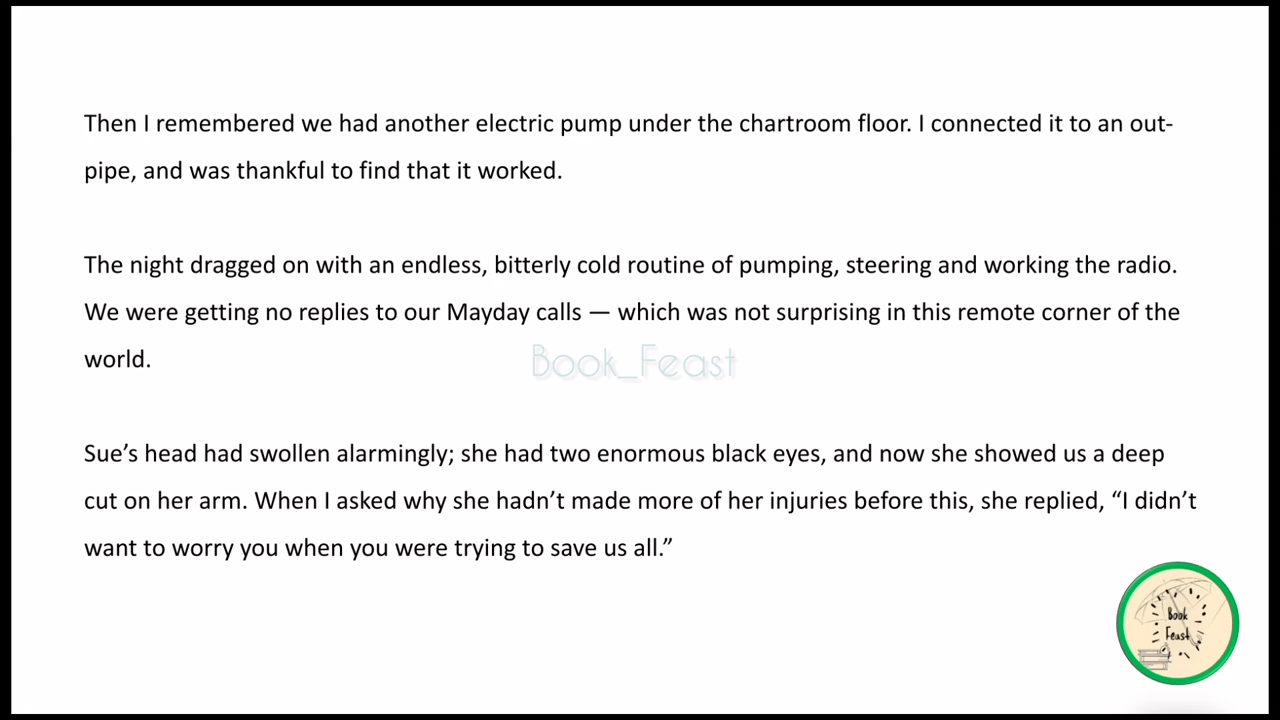 Then I remembered we had another electric pump under the chartroom floor. I connected it to an out-
pipe, and was thankful to find that it worked.
The night dragged on with an endless, bitterly cold routine of pumping, steering and working the radio.
We were getting no replies to our Mayday calls — which was not surprising in this remote corner of the
world.
Book_Feast
Sue’s head had swollen alarmingly; she had two enormous black eyes, and now she showed us a deep
cut on her arm. When I asked why she hadn’t made more of her injuries before this, she replied, “I didn’t
want to worry you when you were trying to save us all.”
Book
Feast